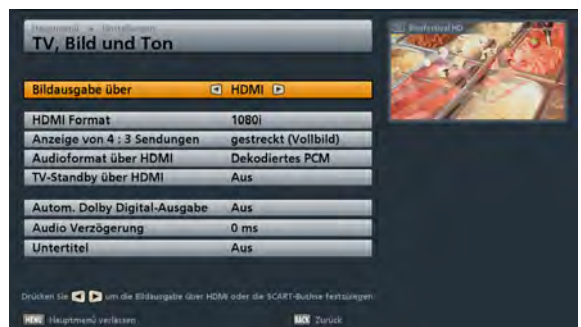 Hauptmenü → Einstellungen
TV, Bild und Ton
Bildausgabe über HDMI
HDMI Format 1080i
Anzeige von 4 : 3 Sendungen gestreckt (Vollbild)
Audioformat über HDMI Dekodiertes PCM
TV-Standby über HDMI Aus
Autom. Dolby Digital-Ausgabe Aus
Audio Verzögerung 0 ms
Untertitel Aus
Drücken Sie ◀ ▶ um die Bildausgabe über HDMI oder die SCART-Buchse festzulegen
MENU Hauptmenü verlassen BACK Zurück